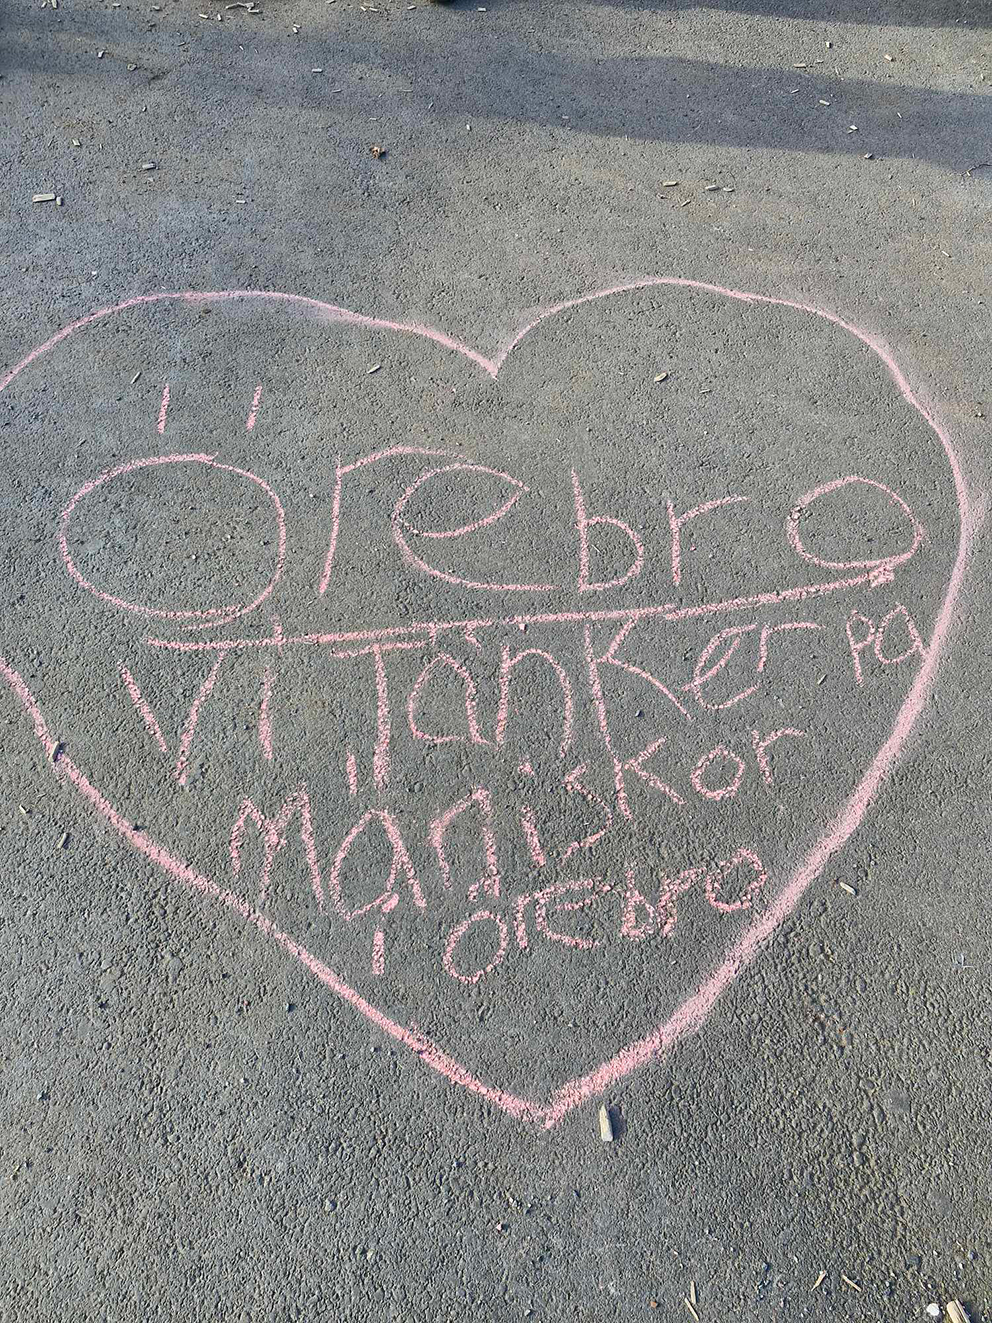 Örebro
Vi Tänker på
Mäniskor
i örebro